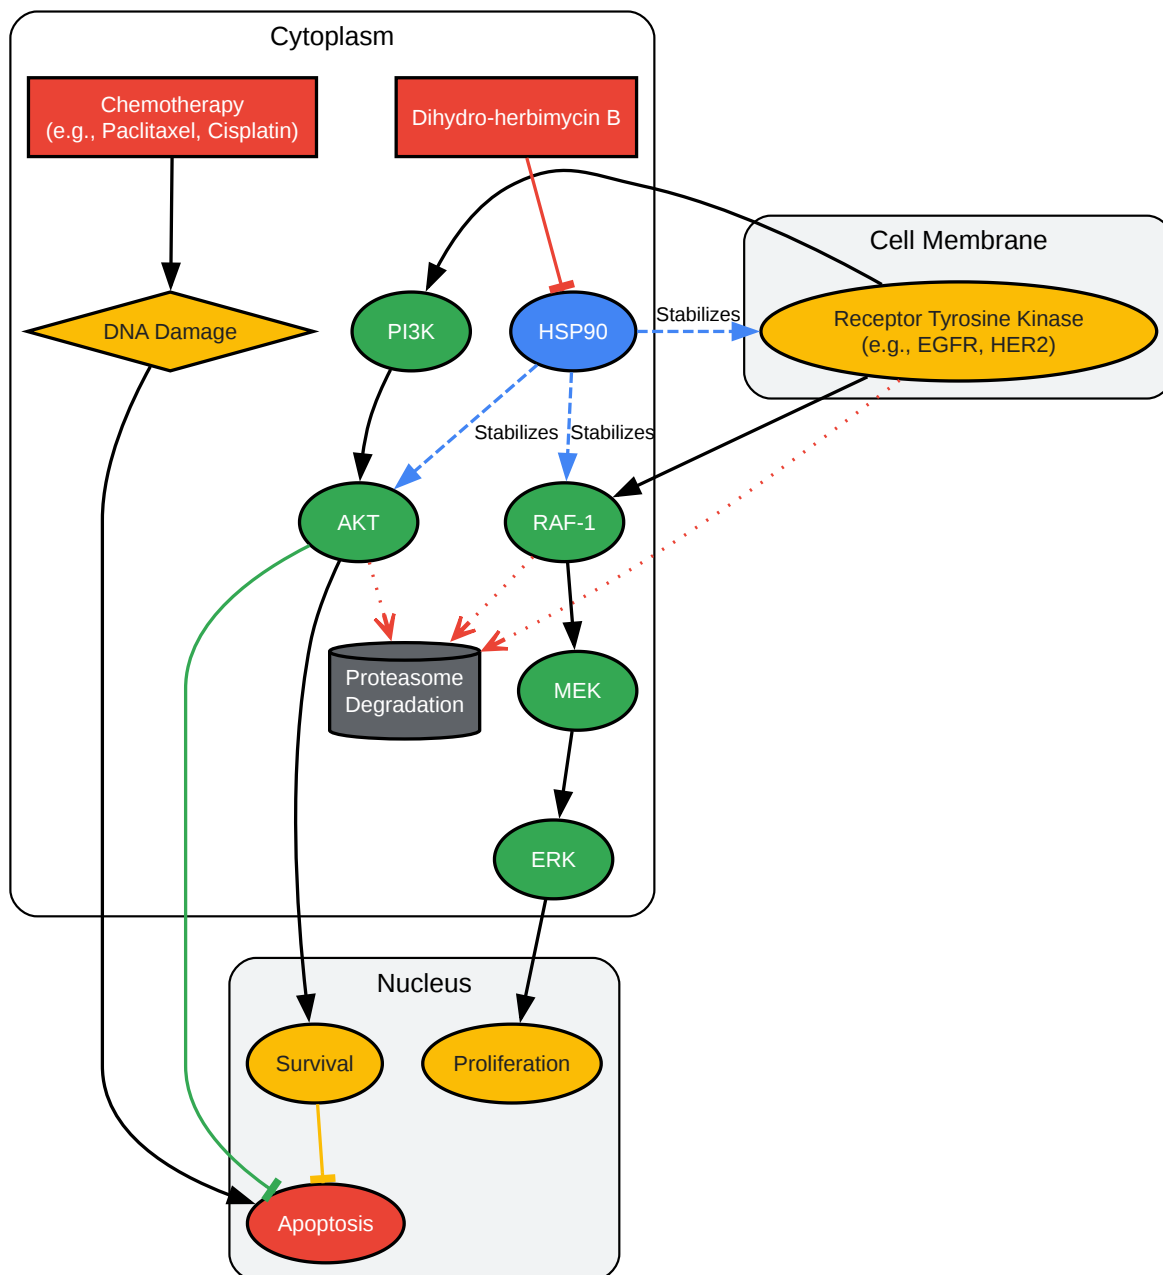 Cytoplasm
Chemotherapy
(e.g., Paclitaxel, Cisplatin)
Dihydro-herbimycin B
Cell Membrane
DNA Damage
PI3K
HSP90
Stabilizes
Receptor Tyrosine Kinase
(e.g., EGFR, HER2)
Stabilizes
Stabilizes
AKT
RAF-1
Proteasome
Degradation
MEK
ERK
Nucleus
Survival
Proliferation
Apoptosis